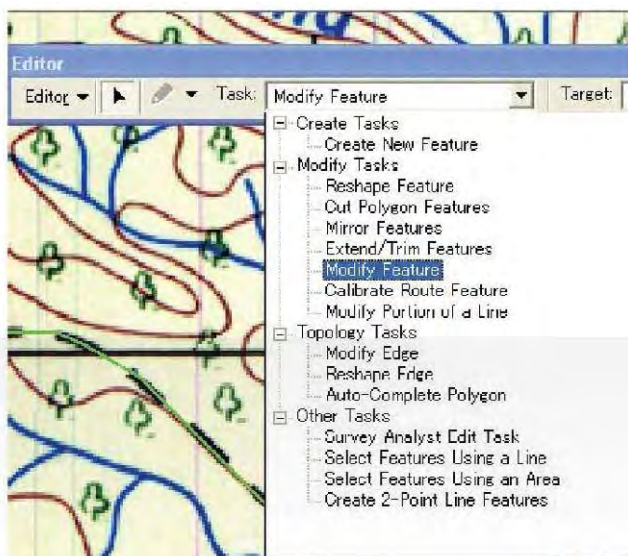 Editor
Editor Task: Modify Feature Target:
Create Tasks
Create New Feature
Modify Tasks
Reshape Feature
Cut Polygon Features
Mirror Features
Extend/Trim Features
Modify Feature
Calibrate Route Feature
Modify Portion of a Line
Topology Tasks
Modify Edge
Reshape Edge
Auto-Complete Polygon
Other Tasks
Survey Analyst Edit Task
Select Features Using a Line
Select Features Using an Area
Create 2-Point Line Features